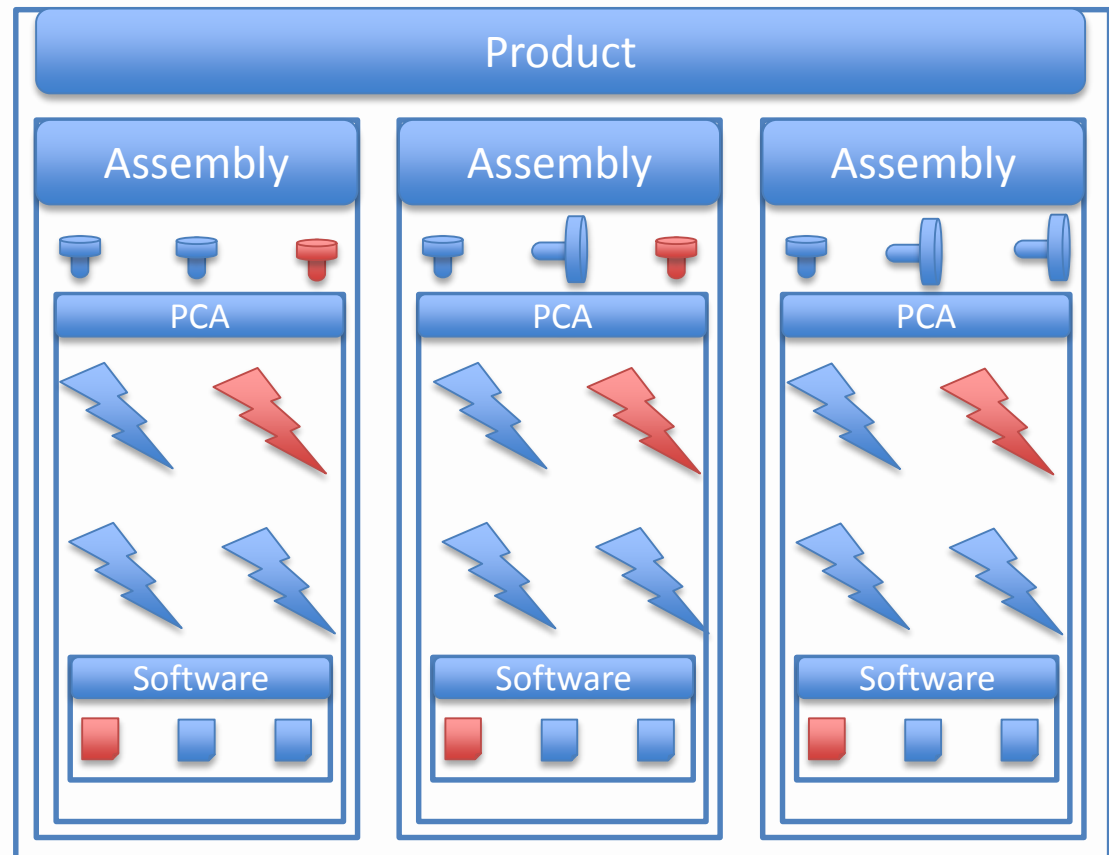 Product
Assembly
Assembly
Assembly
PCA
PCA
PCA
Software
Software
Software